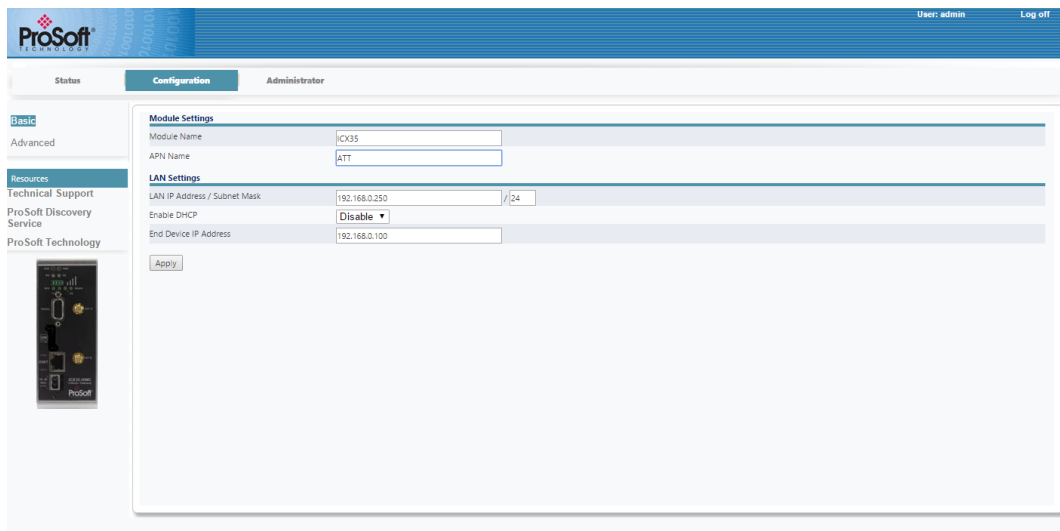 User: admin
Log off
ProSoft
TECHNOLOGY
Status
Configuration
Administrator
Basic
Advanced
Resources
Technical Support
ProSoft Discovery
Service
ProSoft Technology
ProSoft
Module Settings
Module Name ICX35
APN Name ATT
LAN Settings
LAN IP Address / Subnet Mask 192.168.0.250 / 24
Enable DHCP Disable
End Device IP Address 192.168.0.100
Apply